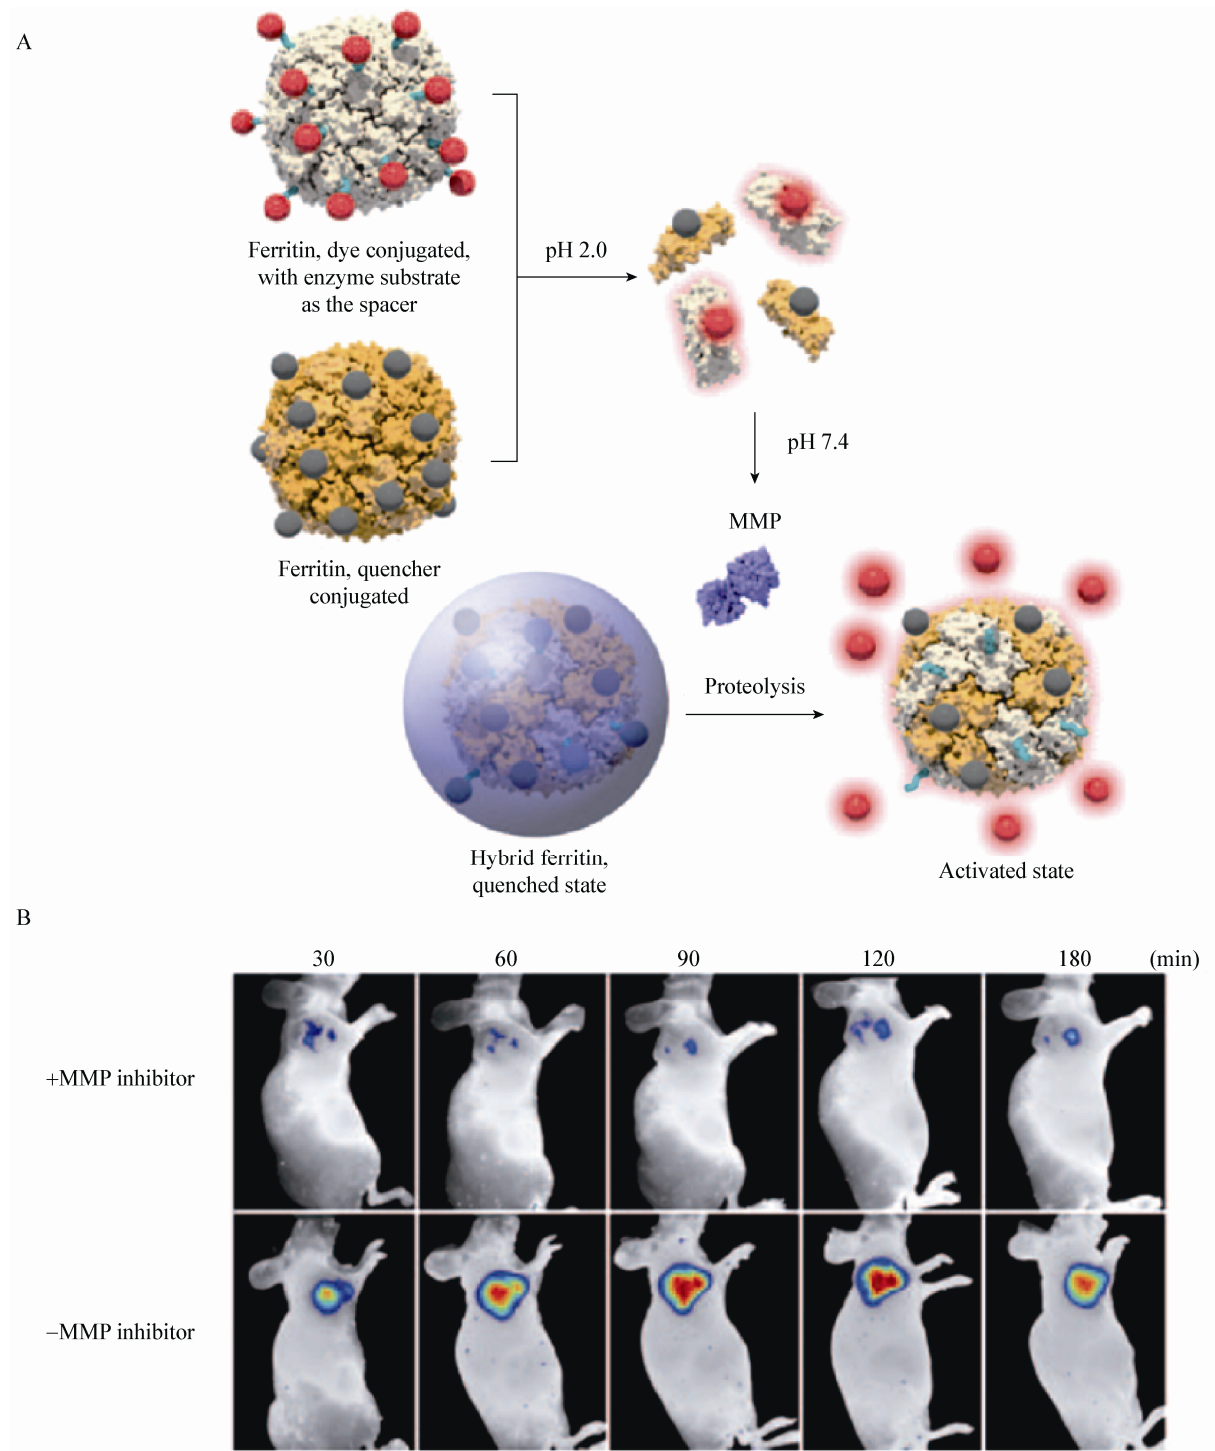 A
Ferritin, dye conjugated,
with enzyme substrate
as the spacer
pH 2.0
Ferritin, quencher
conjugated
pH 7.4
MMP
Proteolysis
Hybrid ferritin,
quenched state
Activated state
B
30 60 90 120 180 (min)
+MMP inhibitor
–MMP inhibitor